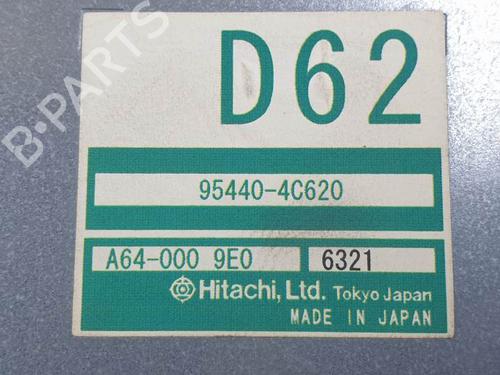 D62
95440-4C620
A64-000 9E0 6321
Hitachi, Ltd. Tokyo Japan
MADE IN JAPAN
B-PARTS